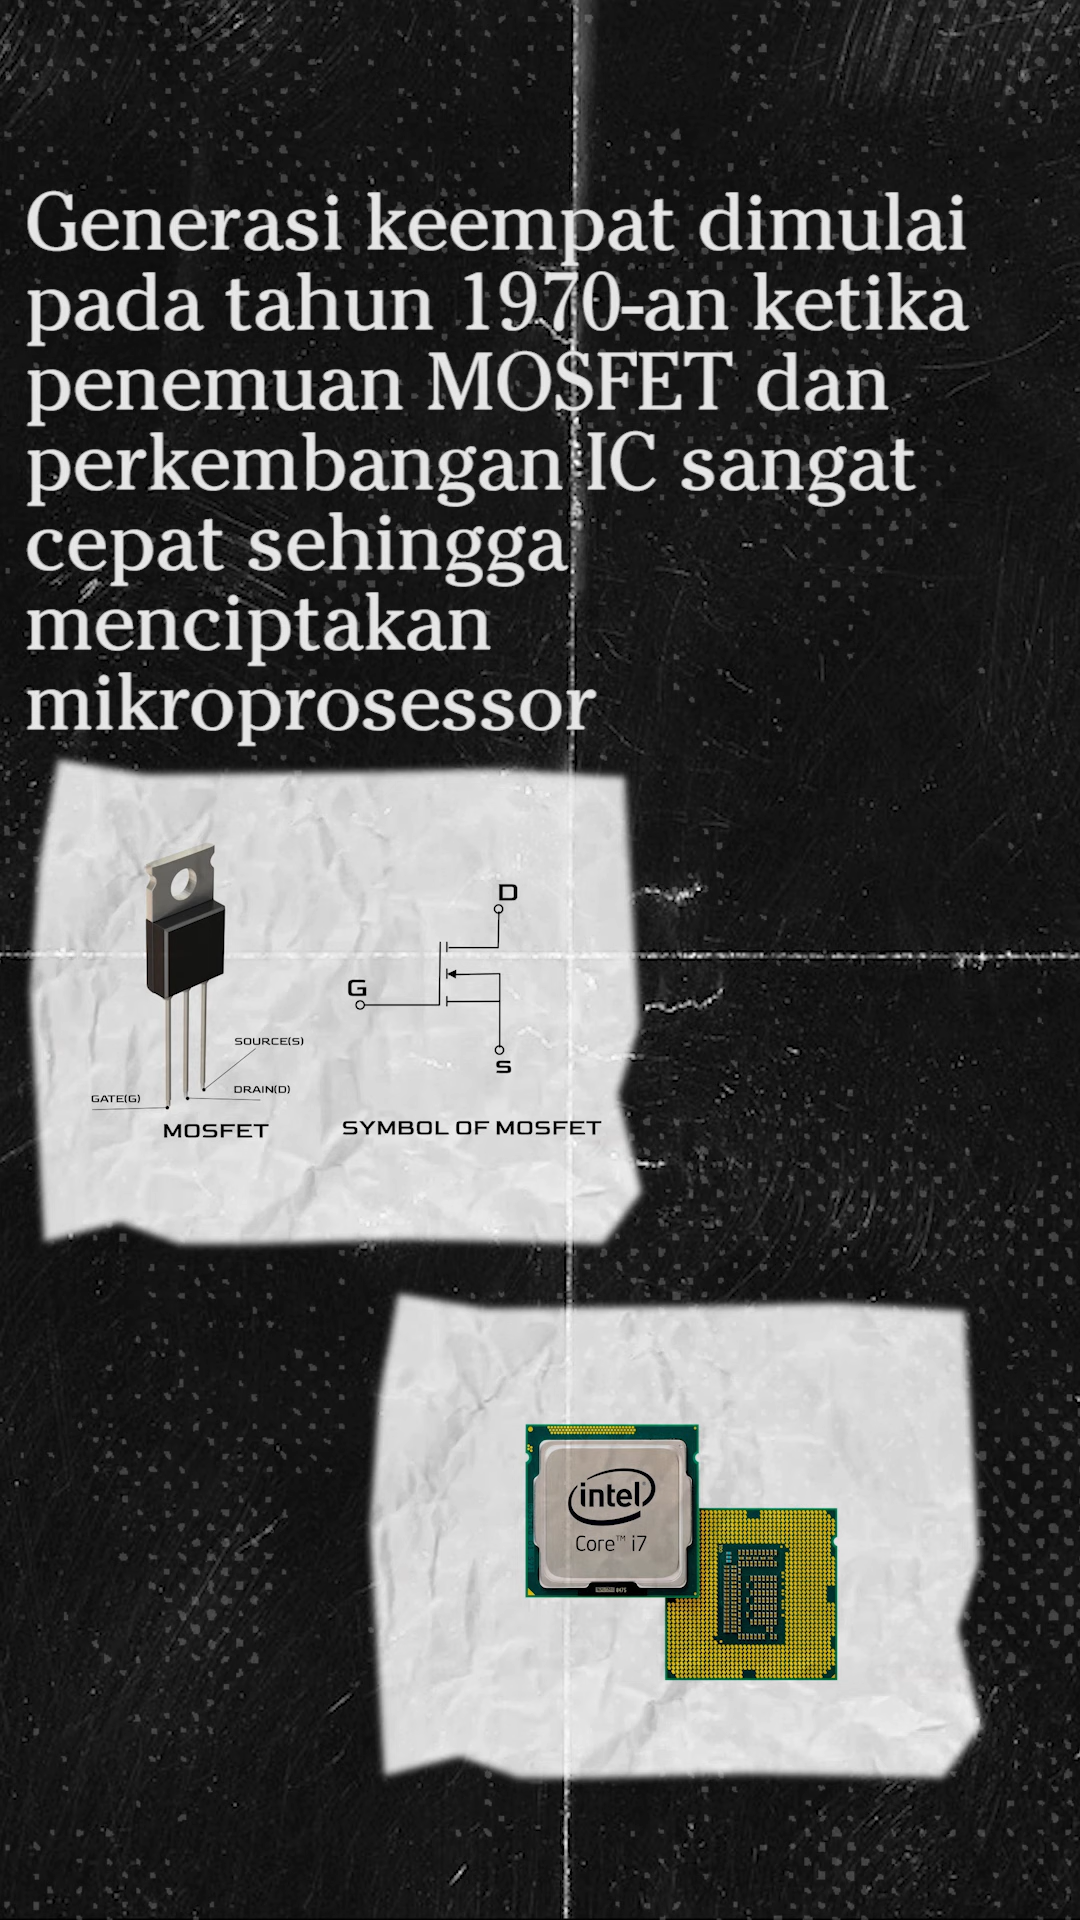 Generasi keempat dimulai
pada tahun 1970-an ketika
penemuan MOSFET dan
perkembangan IC sangat
cepat sehingga
menciptakan
mikroprosessor
D
G
S
SOURCE(S)
DRAIN(D)
GATE(G)
MOSFET
SYMBOL OF MOSFET
intel
Core™ i7